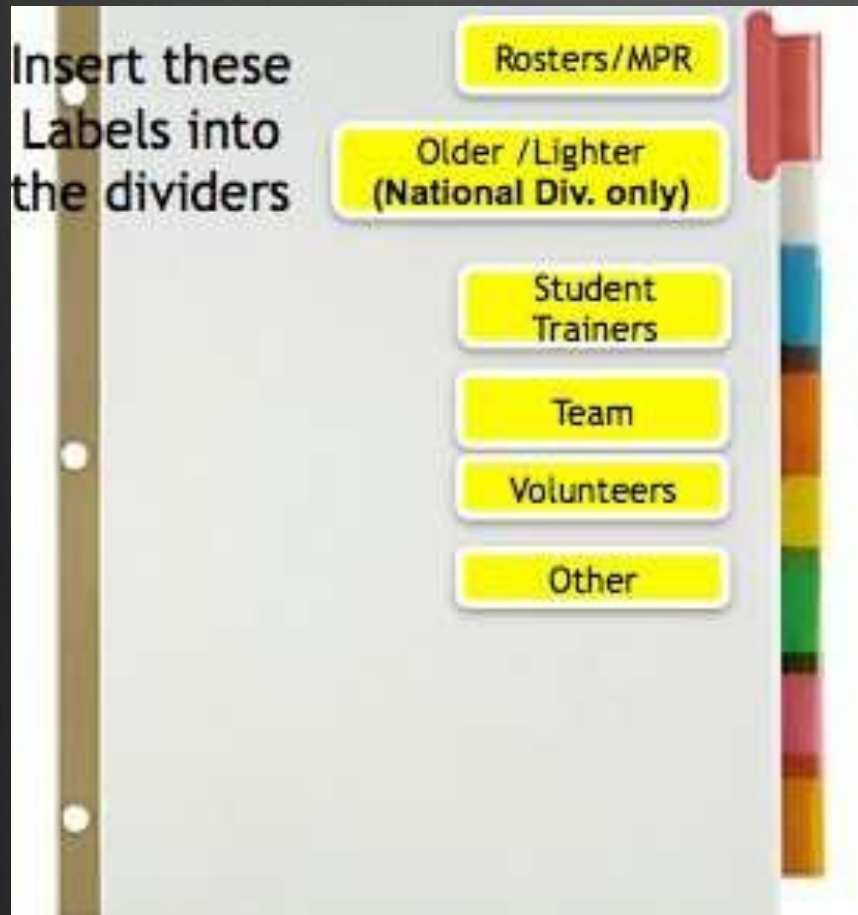 Insert these
Labels into
the dividers
Rosters/MPR
Older /Lighter
(National Div. only)
Student
Trainers
Team
Volunteers
Other